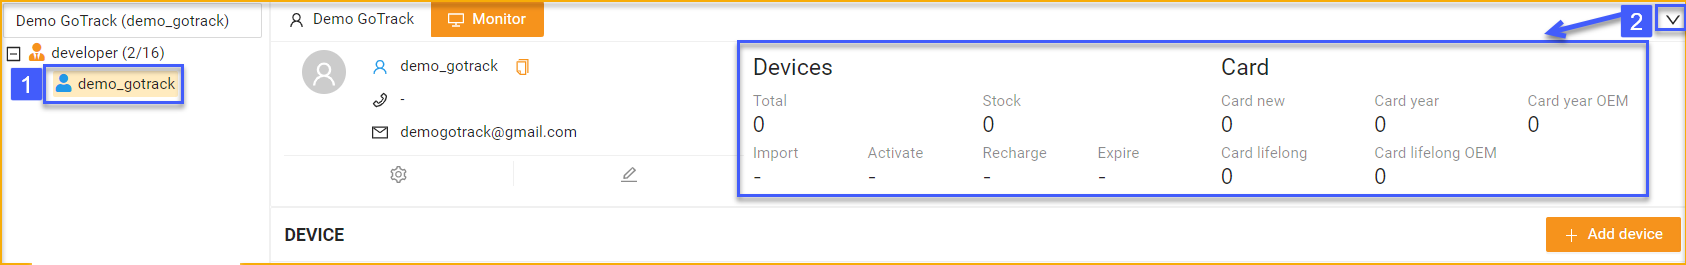 Demo GoTrack (demo_gotrack)
developer (2/16)
1
demo_gotrack
Demo GoTrack
Monitor
2
demo_gotrack
-
demogotrack@gmail.com
Devices
Total
Stock
0
0
Import
Activate
Recharge
Expire
-
-
-
-
Card
Card new
Card year
Card year OEM
0
0
0
Card lifelong
Card lifelong OEM
0
0
DEVICE
+ Add device